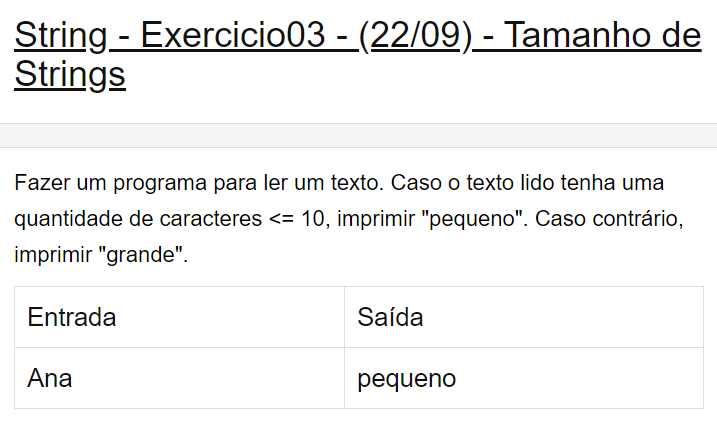 String - Exercicio03 - (22/09) - Tamanho de
Strings
Fazer um programa para ler um texto. Caso o texto lido tenha uma
quantidade de caracteres <= 10, imprimir "pequeno". Caso contrário,
imprimir "grande".
Entrada Saída
Ana pequeno